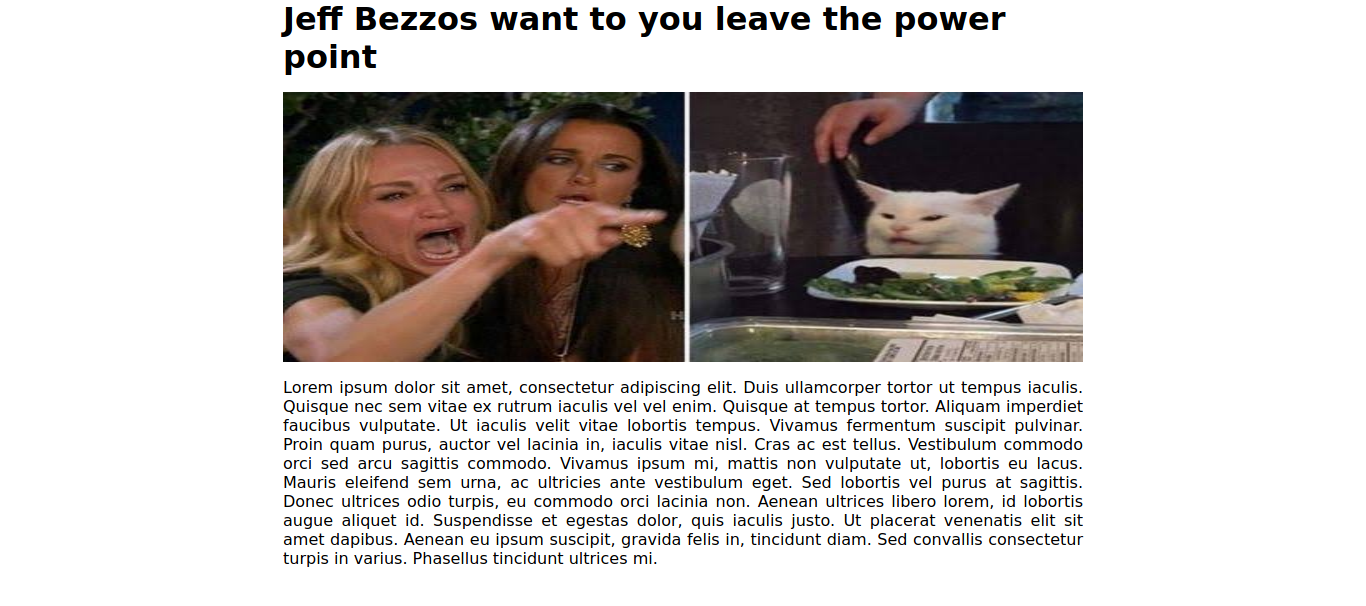 Jeff Bezzos want to you leave the power
point
Lorem ipsum dolor sit amet, consectetur adipiscing elit. Duis ullamcorper tortor ut tempus iaculis.
Quisque nec sem vitae ex rutrum iaculis vel vel enim. Quisque at tempus tortor. Aliquam imperdiet
faucibus vulputate. Ut iaculis velit vitae lobortis tempus. Vivamus fermentum suscipit pulvinar.
Proin quam purus, auctor vel lacinia in, iaculis vitae nisl. Cras ac est tellus. Vestibulum commodo
orci sed arcu sagittis commodo. Vivamus ipsum mi, mattis non vulputate ut, lobortis eu lacus.
Mauris eleifend sem urna, ac ultricies ante vestibulum eget. Sed lobortis vel purus at sagittis.
Donec ultrices odio turpis, eu commodo orci lacinia non. Aenean ultrices libero lorem, id lobortis
augue aliquet id. Suspendisse et egestas dolor, quis iaculis justo. Ut placerat venenatis elit sit
amet dapibus. Aenean eu ipsum suscipit, gravida felis in, tincidunt diam. Sed convallis consectetur
turpis in varius. Phasellus tincidunt ultrices mi.